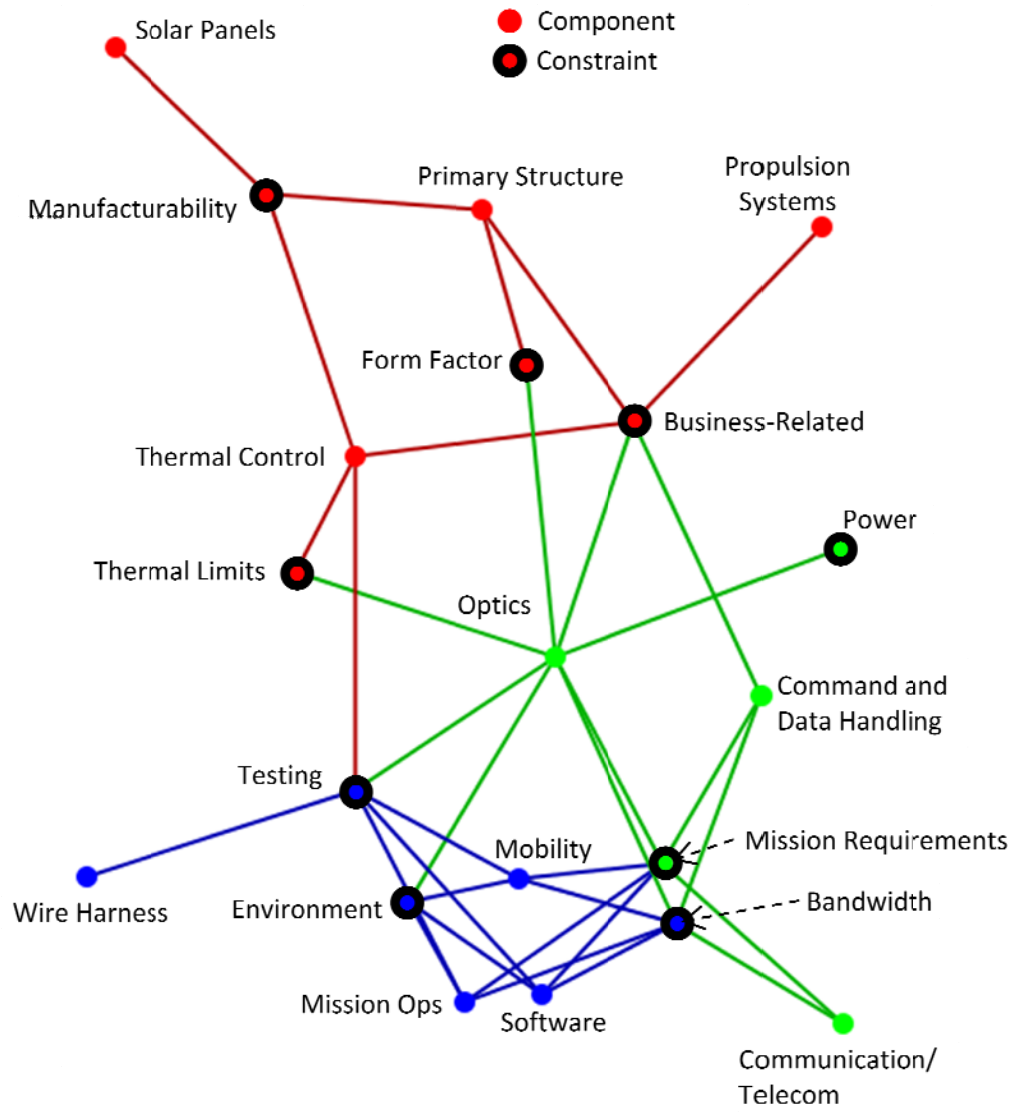 Solar Panels
Component
Constraint
Primary Structure
Propulsion
Systems
Manufacturability
Form Factor
Business-Related
Thermal Control
Power
Thermal Limits
Optics
Command and
Data Handling
Testing
Mission Requirements
Mobility
Bandwidth
Wire Harness
Environment
Mission Ops
Software
Communication/
Telecom